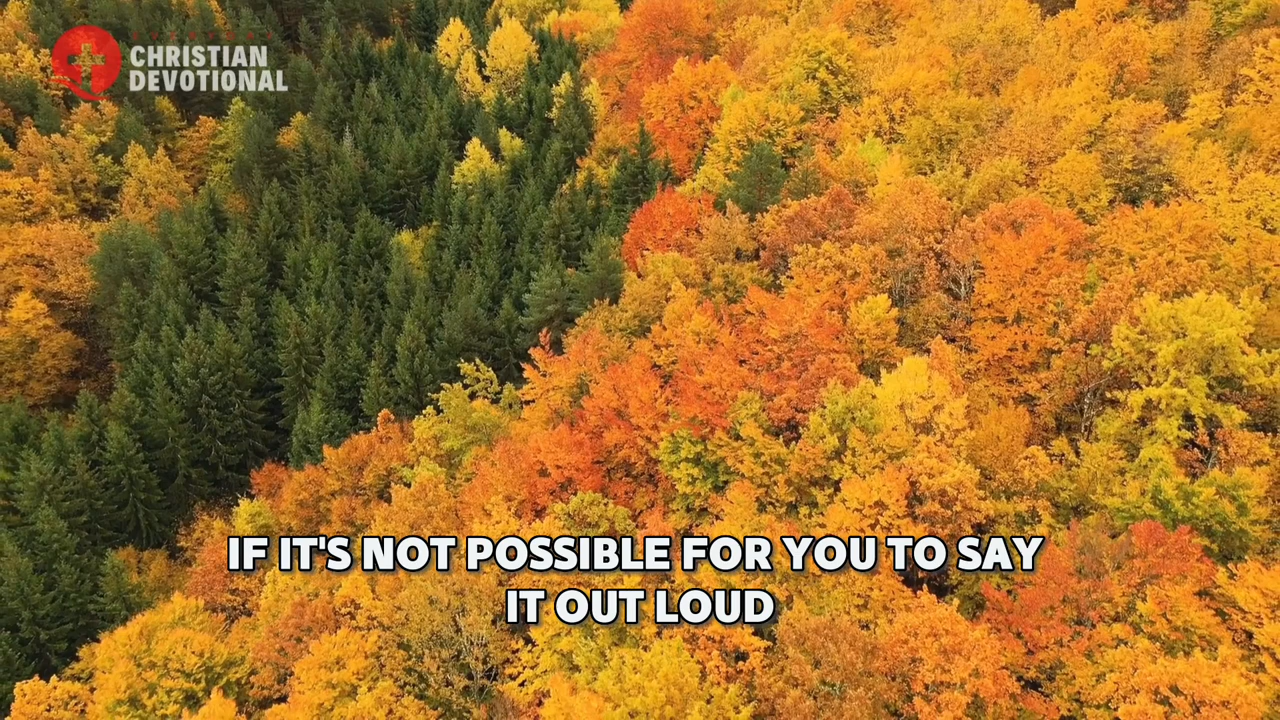 CHRISTIAN
DEVOTIONAL
IF IT'S NOT POSSIBLE FOR YOU TO SAY
IT OUT LOUD